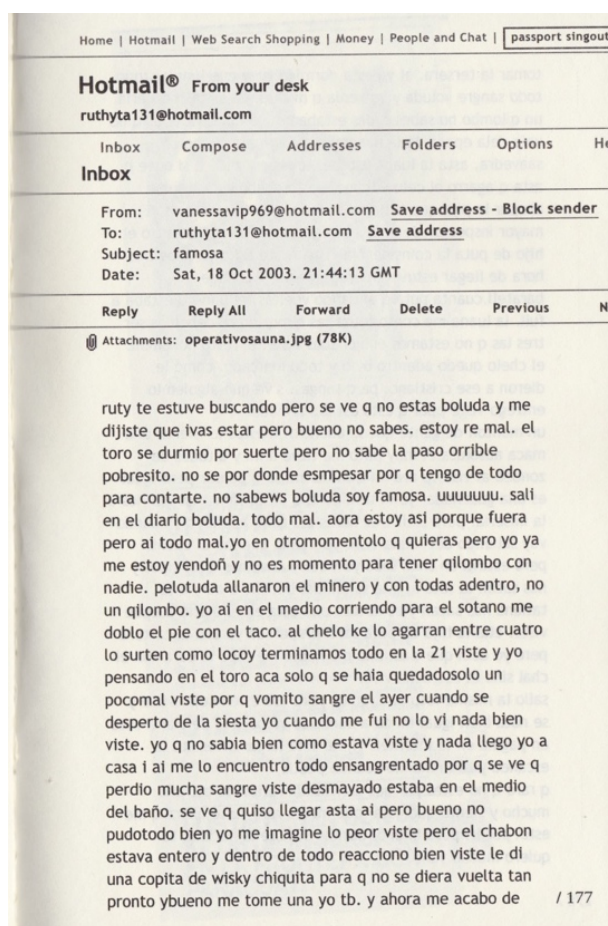 Home | Hotmail | Web Search Shopping | Money | People and Chat | passport singout
Hotmail® From your desk
ruthyta131@hotmail.com
Inbox Compose Addresses Folders Options
Inbox
From: vanessavip969@hotmail.com Save address - Block sender
To: ruthyta131@hotmail.com Save address
Subject: famosa
Date: Sat, 18 Oct 2003. 21:44:13 GMT
Reply Reply All Forward Delete Previous
Attachments: operativosauna.jpg (78K)
ruty te estuve buscando pero se ve q no estas boluda y me
dijiste que ivas estar pero bueno no sabes. estoy re mal. el
toro se durmio por suerte pero no sabe la paso orrible
pobresito. no se por donde esmpesar por q tengo de todo
para contarte. no sabews boluda soy famosa. uuuuuuu. sali
en el diario boluda. todo mal. aora estoy asi porque fuera
pero ai todo mal.yo en otromomentolo q quieras pero yo ya
me estoy yendoñ y no es momento para tener qilombo con
nadie. pelotuda allanaron el minero y con todas adentro, no
un qilombo. yo ai en el medio corriendo para el sotano me
doblo el pie con el taco. al chelo ke lo agarran entre cuatro
lo surten como locoy terminamos todo en la 21 viste y yo
pensando en el toro aca solo q se haia quedadosolo un
pocomal viste por q vomito sangre el ayer cuando se
desperto de la siesta yo cuando me fui no lo vi nada bien
viste. yo q no sabia bien como estava viste y nada llego yo a
casa i ai me lo encuentro todo ensangrentado por q se ve q
perdio mucha sangre viste desmayado estaba en el medio
del baño. se ve q quiso llegar asta ai pero bueno no
pudotodo bien yo me imagine lo peor viste pero el chabon
estava entero y dentro de todo reacciono bien viste le di
una copita de wisky chiquita para q no se diera vuelta tan
pronto ybueno me tome una yo tb. y ahora me acabo de
/ 177